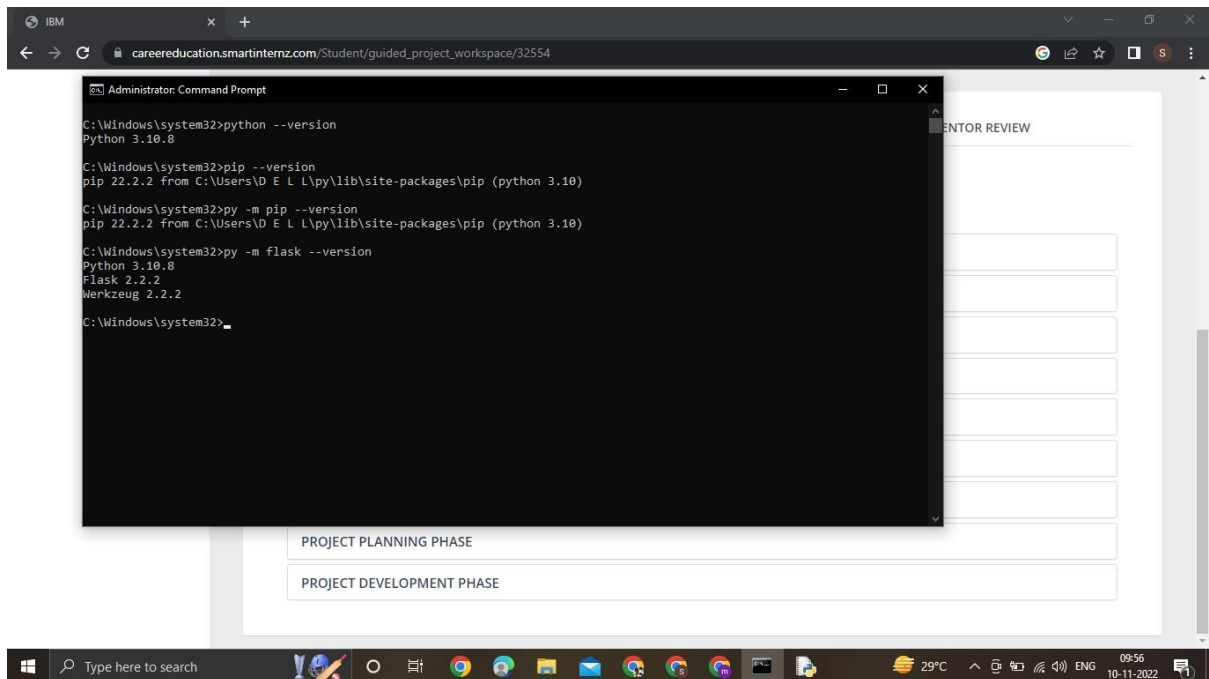 IBM
careereducation.smartinternz.com/Student/guided_project_workspace/32554
S
Administrator: Command Prompt
C:\Windows\system32>python --version
Python 3.10.8
C:\Windows\system32>pip --version
pip 22.2.2 from C:\Users\D E L L\py\lib\site-packages\pip (python 3.10)
C:\Windows\system32>py -m pip --version
pip 22.2.2 from C:\Users\D E L L\py\lib\site-packages\pip (python 3.10)
C:\Windows\system32>py -m flask --version
Python 3.10.8
Flask 2.2.2
Werkzeug 2.2.2
C:\Windows\system32>
ENTOR REVIEW
PROJECT PLANNING PHASE
PROJECT DEVELOPMENT PHASE
Type here to search
29°C
ENG
09:56
10-11-2022